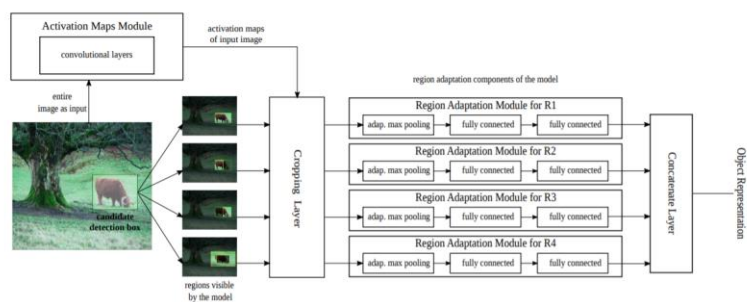 Activation Maps Module
convolutional layers
activation maps
of input image
entire
image as input
candidate
detection box
regions visible
by the model
Cropping Layer
region adaptation components of the model
Region Adaptation Module for R1
adap. max pooling
fully connected
fully connected
Region Adaptation Module for R2
adap. max pooling
fully connected
fully connected
Region Adaptation Module for R3
adap. max pooling
fully connected
fully connected
Region Adaptation Module for R4
adap. max pooling
fully connected
fully connected
Concatenate Layer
Object Representation